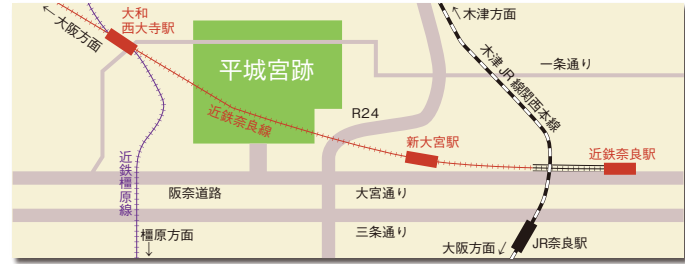 大和
西大寺駅
大阪方面
木津方面
平城宮跡
木津
JR線関西本線
一条通り
近鉄奈良線
R24
新大宮駅
近鉄奈良駅
近鉄橿原線
阪奈道路
大宮通り
橿原方面
三条通り
大阪方面
JR奈良駅